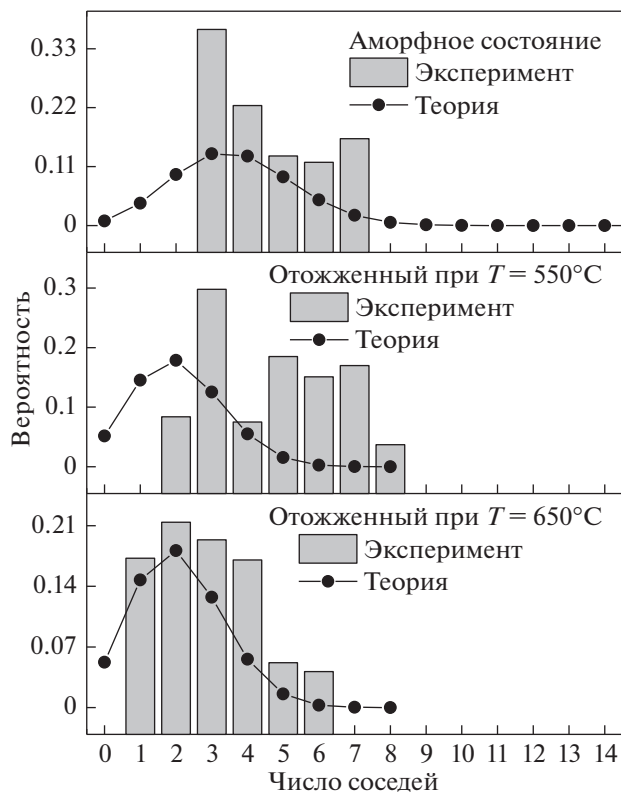 Аморфное состояние
Эксперимент
Теория
0.33
0.22
0.11
0
Отожженный при T = 550°C
Эксперимент
Теория
0.3
0.2
0.1
0
Вероятность
Отожженный при T = 650°C
Эксперимент
Теория
0.21
0.14
0.07
0
0 1 2 3 4 5 6 7 8 9 10 11 12 13 14
Число соседей